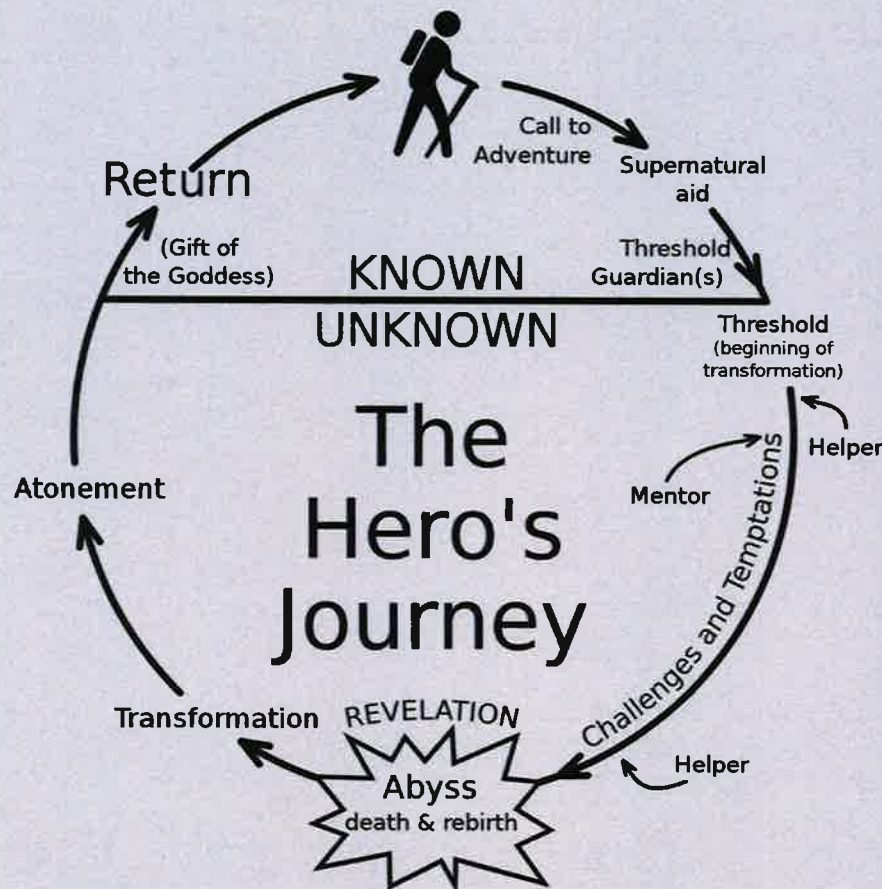 Call to
Adventure
Supernatural
aid
Return
(Gift of
the Goddess)
KNOWN
Threshold
Guardian(s)
UNKNOWN
Threshold
(beginning of
transformation)
Helper
Mentor
Challenges and Temptations
The
Hero's
Journey
Atonement
Transformation
REVELATION
Abyss
death & rebirth
Helper